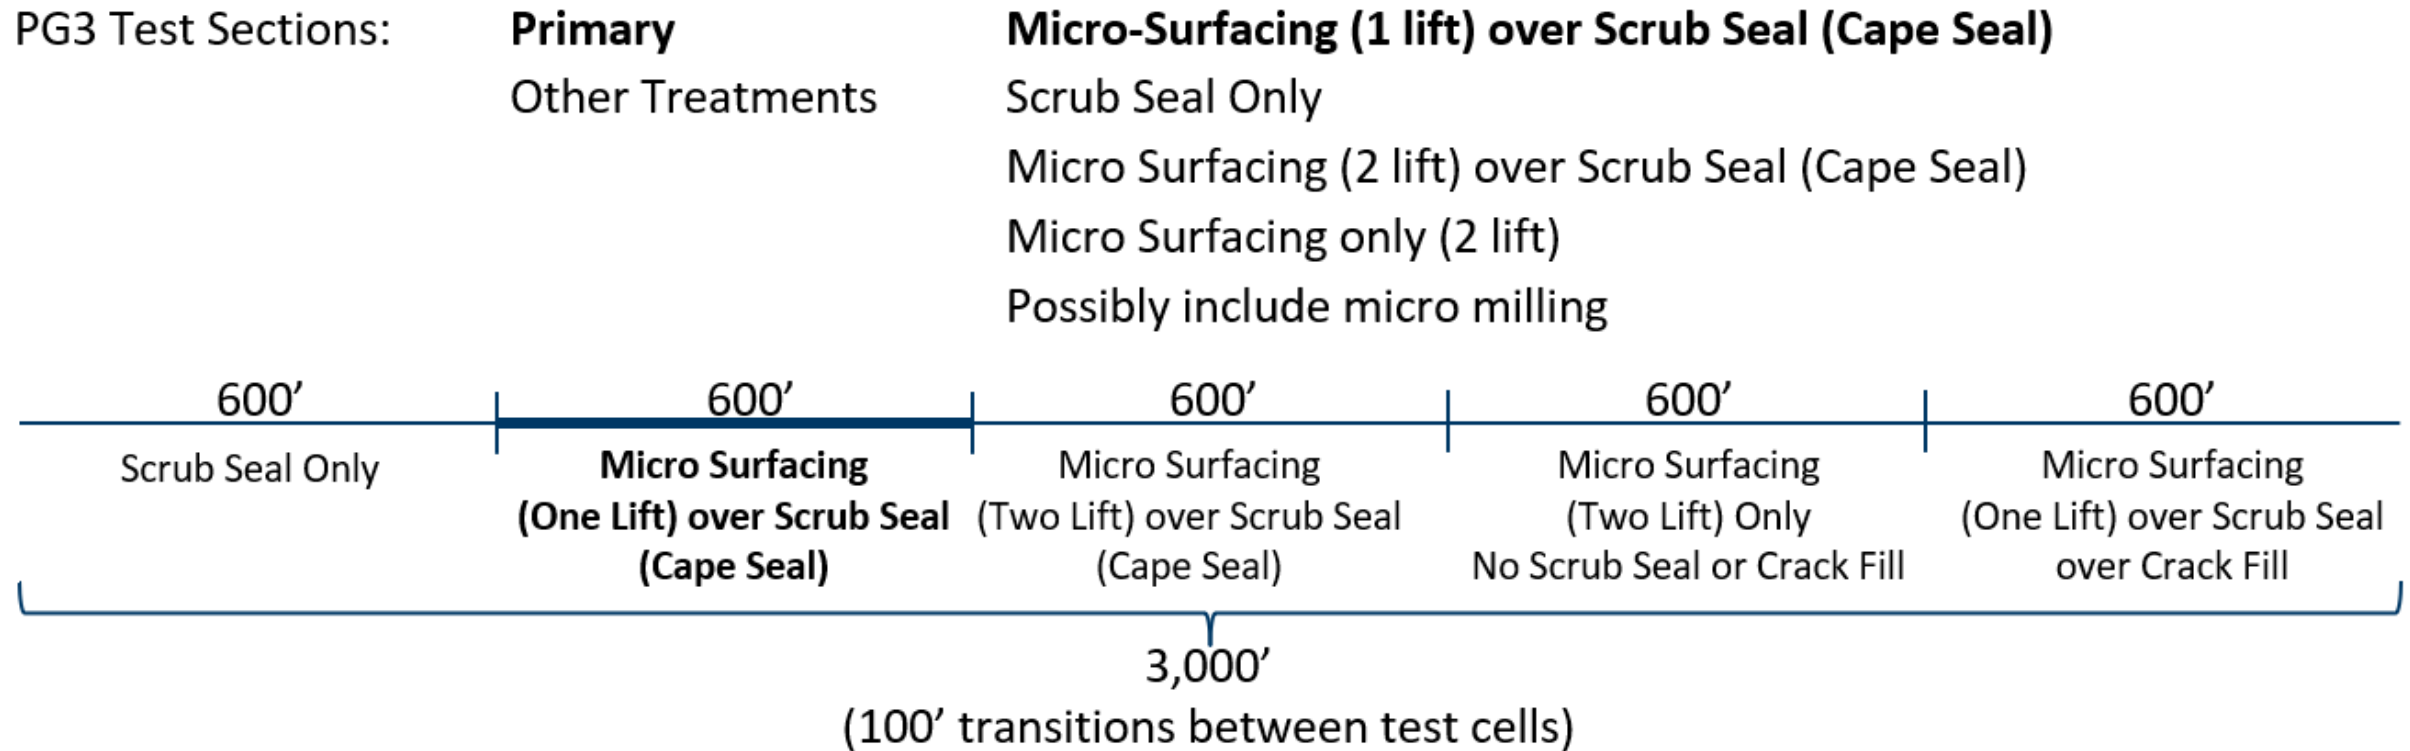 PG3 Test Sections: Primary Micro-Surfacing (1 lift) over Scrub Seal (Cape Seal)
Other Treatments Scrub Seal Only
Micro Surfacing (2 lift) over Scrub Seal (Cape Seal)
Micro Surfacing only (2 lift)
Possibly include micro milling
600’ 600’ 600’ 600’ 600’
Scrub Seal Only
Micro Surfacing
(One Lift) over Scrub Seal
(Cape Seal)
Micro Surfacing
(Two Lift) over Scrub Seal
(Cape Seal)
Micro Surfacing
(Two Lift) Only
No Scrub Seal or Crack Fill
Micro Surfacing
(One Lift) over Scrub Seal
over Crack Fill
3,000’
(100’ transitions between test cells)